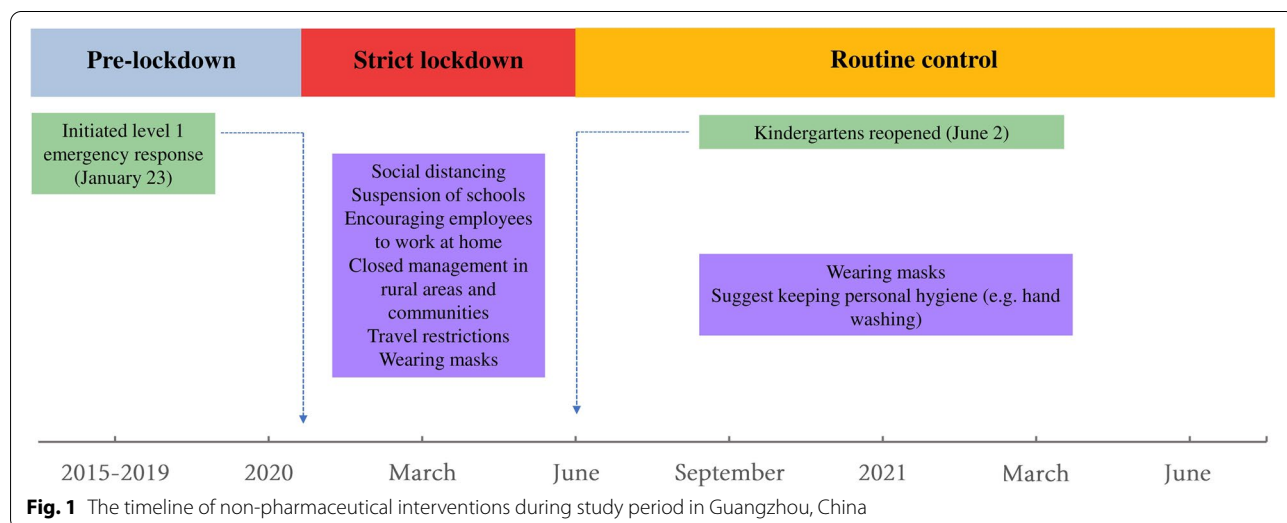 Pre-lockdown
Strict lockdown
Routine control
Initiated level 1
emergency response
(January 23)
Kindergartens reopened (June 2)
Social distancing
Suspension of schools
Encouraging employees
to work at home
Closed management in
rural areas and
communities
Travel restrictions
Wearing masks
Wearing masks
Suggest keeping personal hygiene (e.g. hand
washing)
2015-2019
2020
March
June
September
2021
March
June
Fig. 1 The timeline of non-pharmaceutical interventions during study period in Guangzhou, China